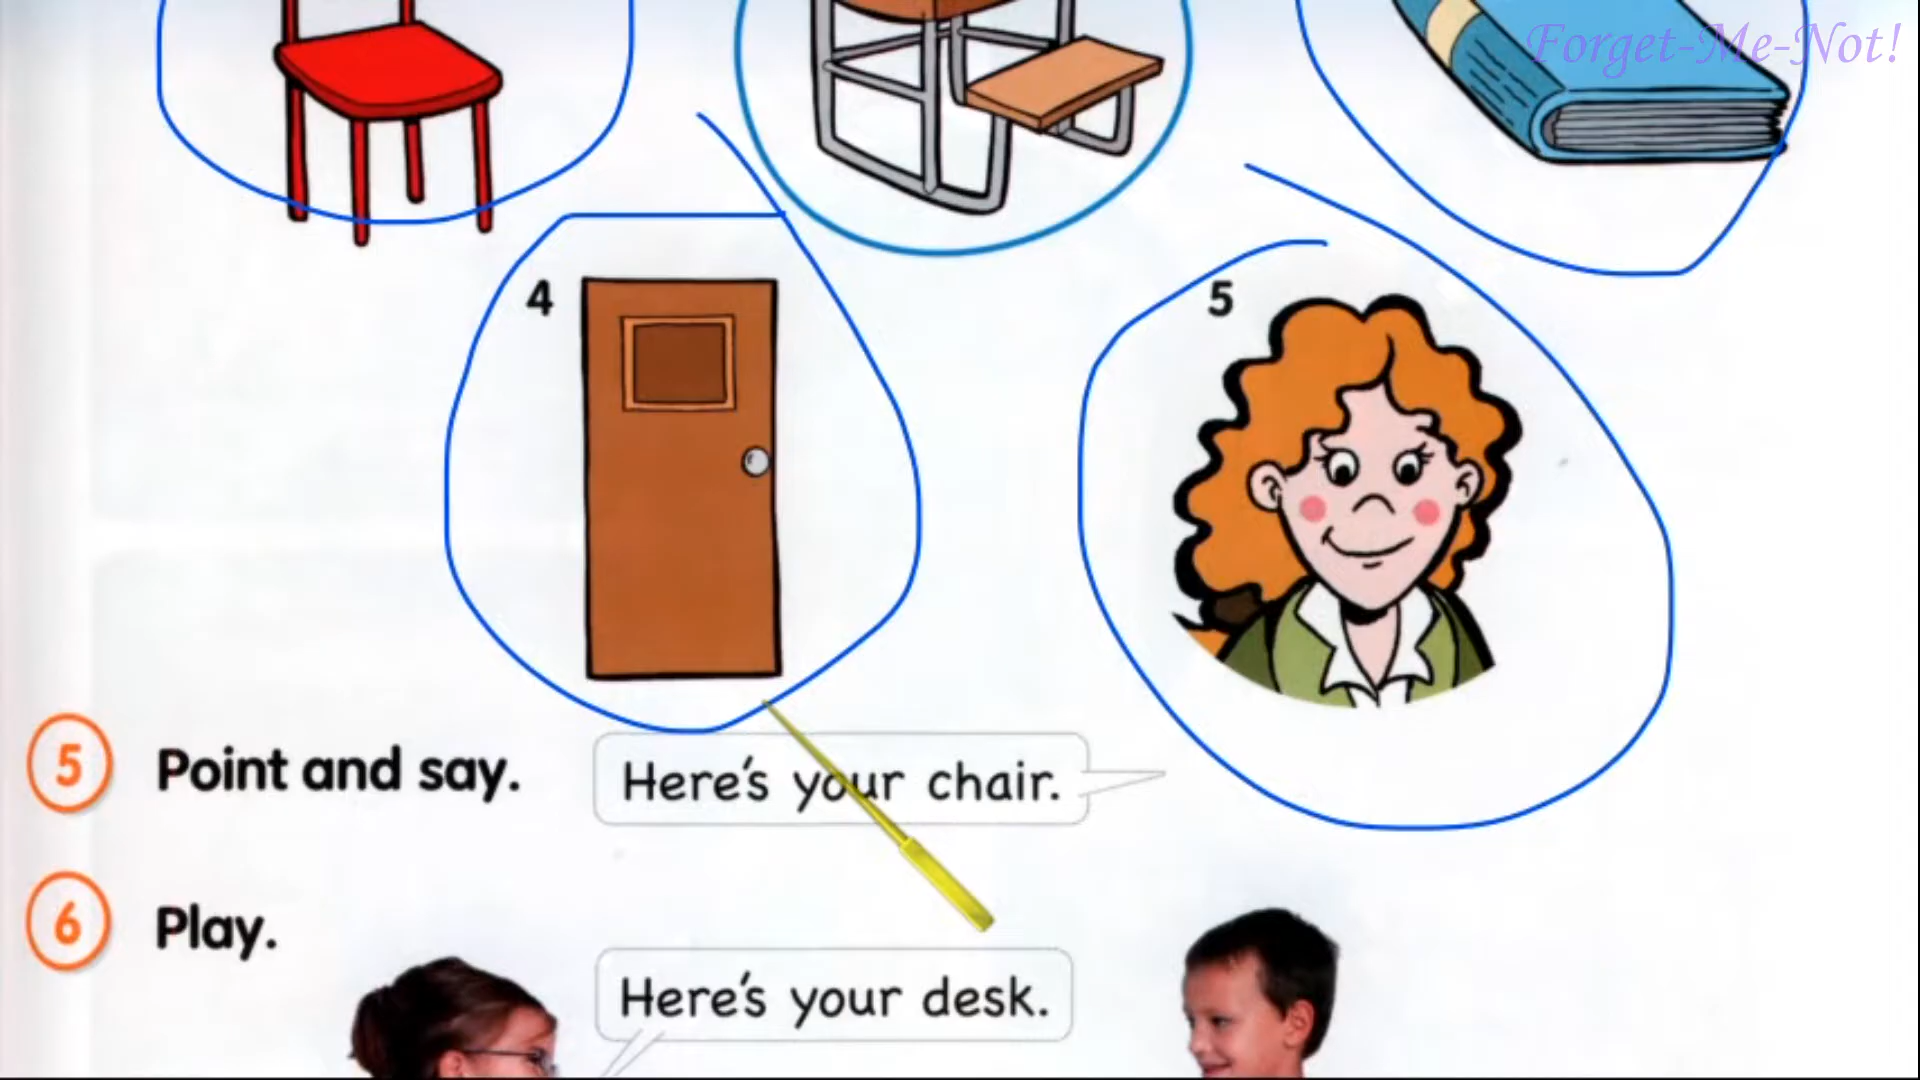 Forget-Me-Not!
4
5
5 Point and say.
Here's your chair.
6 Play.
Here's your desk.